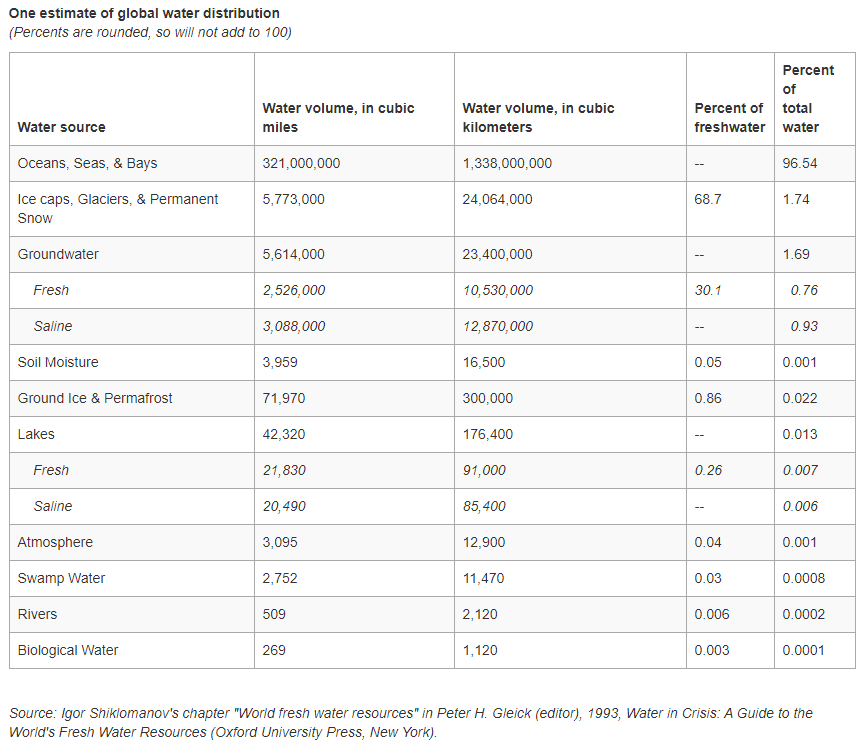 One estimate of global water distribution
(Percents are rounded, so will not add to 100)
Water source
Water volume, in cubic
miles
Water volume, in cubic
kilometers
Percent of
freshwater
Percent
of
total
water
Oceans, Seas, & Bays 321,000,000 1,338,000,000 -- 96.54
Ice caps, Glaciers, & Permanent
Snow 5,773,000 24,064,000 68.7 1.74
Groundwater 5,614,000 23,400,000 -- 1.69
Fresh 2,526,000 10,530,000 30.1 0.76
Saline 3,088,000 12,870,000 -- 0.93
Soil Moisture 3,959 16,500 0.05 0.001
Ground Ice & Permafrost 71,970 300,000 0.86 0.022
Lakes 42,320 176,400 -- 0.013
Fresh 21,830 91,000 0.26 0.007
Saline 20,490 85,400 -- 0.006
Atmosphere 3,095 12,900 0.04 0.001
Swamp Water 2,752 11,470 0.03 0.0008
Rivers 509 2,120 0.006 0.0002
Biological Water 269 1,120 0.003 0.0001
Source: Igor Shiklomanov's chapter "World fresh water resources" in Peter H. Gleick (editor), 1993, Water in Crisis: A Guide to the
World's Fresh Water Resources (Oxford University Press, New York).